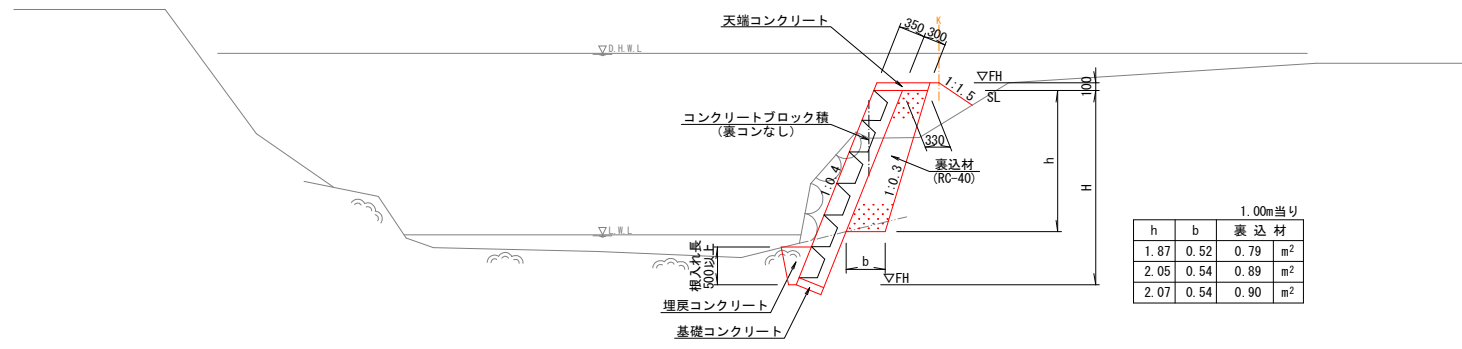 天端コンクリート
350
300
K
▽D.H.W.L
▽FH
1:1.5
SL
100
コンクリートブロック積
(裏コンなし)
330
裏込材
(RC-40)
1:0.4
1:0.3
h
H
▽L.W.L
根入れ長
500以上
b
▽FH
埋戻コンクリート
基礎コンクリート
1.00m当り
h b 裏込材
1.87 0.52 0.79 m²
2.05 0.54 0.89 m²
2.07 0.54 0.90 m²